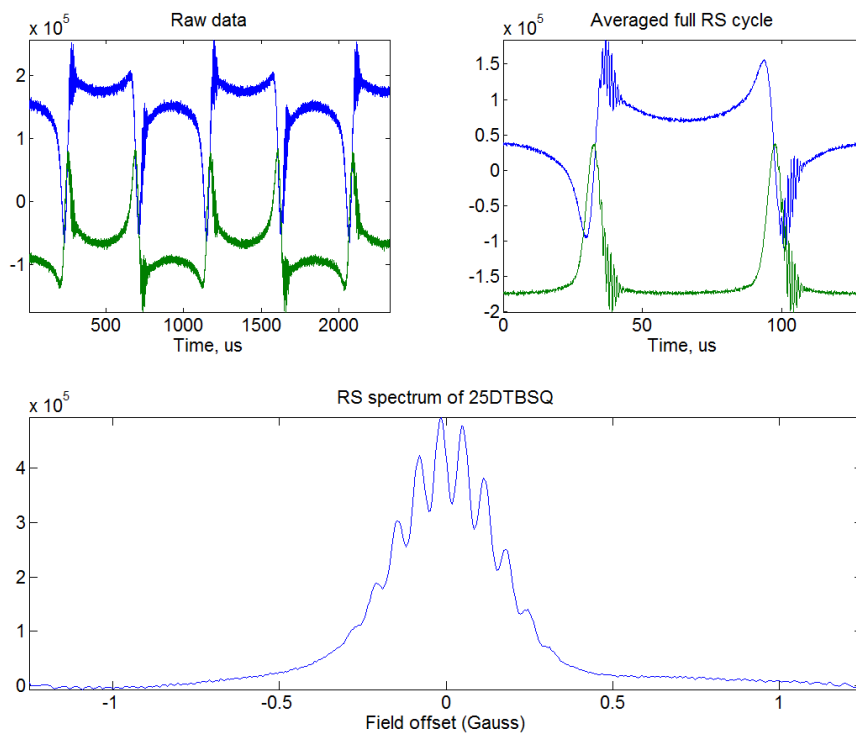 Raw data
x 10^5
2
1
0
-1
500 1000 1500 2000
Time, us
Averaged full RS cycle
x 10^5
1.5
1
0.5
0
-0.5
-1
-1.5
-2
0 50 100
Time, us
RS spectrum of 25DTBSQ
x 10^5
4
3
2
1
0
-1 -0.5 0 0.5 1
Field offset (Gauss)